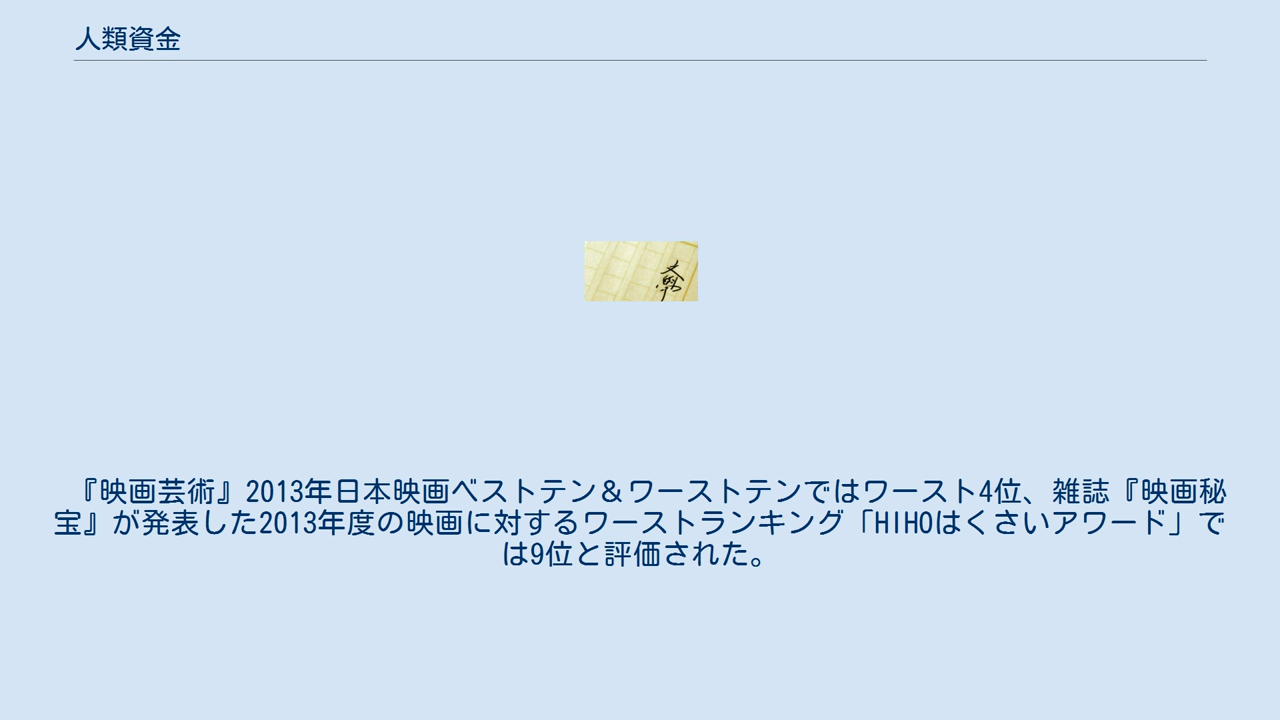 人類資金
『映画芸術』2013年日本映画ベストテン＆ワーストテンではワースト4位、雑誌『映画秘
宝』が発表した2013年度の映画に対するワーストランキング「HIHOはくさいアワード」で
は9位と評価された。